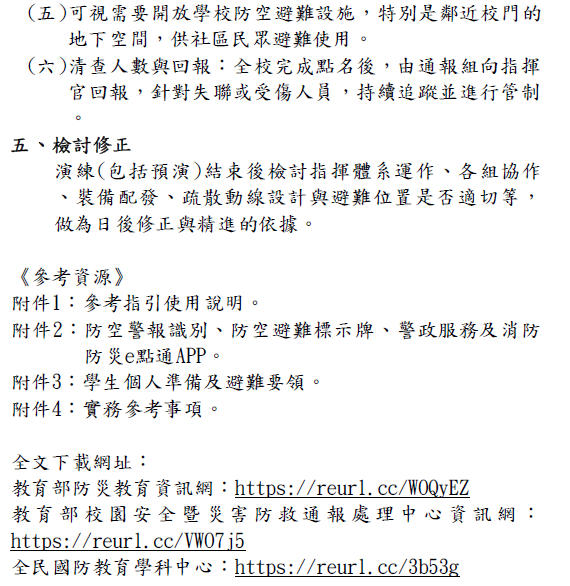 (五)可視需要開放學校防空避難設施，特別是鄰近校門的
地下空間，供社區民眾避難使用。
(六)清查人數與回報：全校完成點名後，由通報組向指揮
官回報，針對失聯或受傷人員，持續追蹤並進行管制
。
五、檢討修正
演練(包括預演)結束後檢討指揮體系運作、各組協作
、裝備配發、疏散動線設計與避難位置是否適切等，
做為日後修正與精進的依據。
《參考資源》
附件1：參考指引使用說明。
附件2：防空警報識別、防空避難標示牌、警政服務及消防
防災e點通APP。
附件3：學生個人準備及避難要領。
附件4：實務參考事項。
全文下載網址：
教育部防災教育資訊網：https://reurl.cc/WOQyEZ
教育部校園安全暨災害防救通報處理中心資訊網：
https://reurl.cc/VWO7j5
全民國防教育學科中心：https://reurl.cc/3b53g